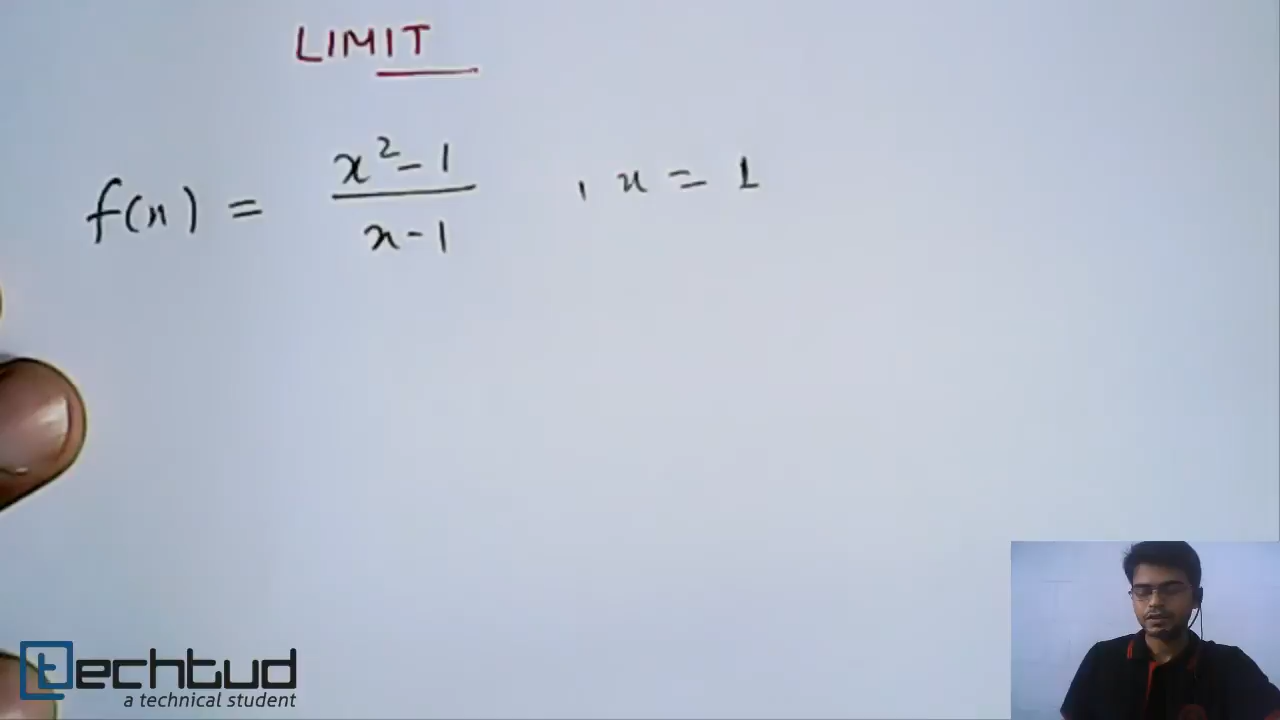 LIMIT
f(x) = x² - 1 / x - 1 , x = 1
techtud
a technical student